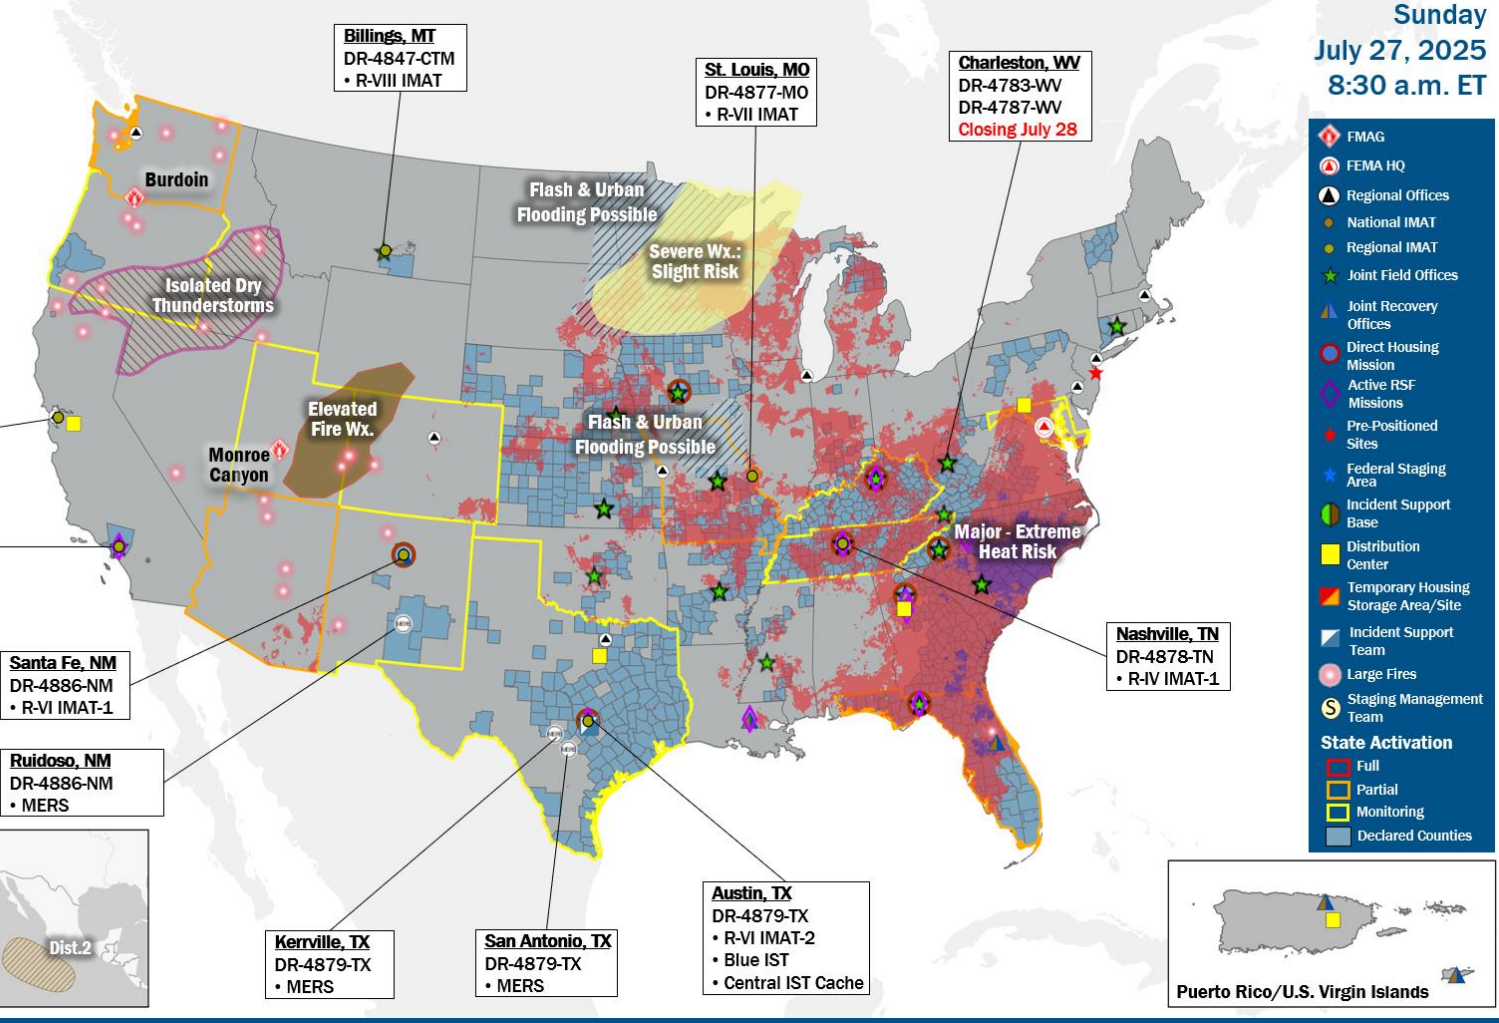 Sunday
July 27, 2025
8:30 a.m. ET
Billings, MT
DR-4847-CTM
• R-VIII IMAT
St. Louis, MO
DR-4877-MO
• R-VII IMAT
Charleston, WV
DR-4783-WV
DR-4787-WV
Closing July 28
Burdoin
Flash & Urban
Flooding Possible
Severe Wx.:
Slight Risk
Isolated Dry
Thunderstorms
Elevated
Fire Wx.
Monroe
Canyon
Flash & Urban
Flooding Possible
Major - Extreme
Heat Risk
Santa Fe, NM
DR-4886-NM
• R-VI IMAT-1
Ruidoso, NM
DR-4886-NM
• MERS
MERS
MERS
MERS
Nashville, TN
DR-4878-TN
• R-IV IMAT-1
Kerrville, TX
DR-4879-TX
• MERS
San Antonio, TX
DR-4879-TX
• MERS
Austin, TX
DR-4879-TX
• R-VI IMAT-2
• Blue IST
• Central IST Cache
Dist.2
Puerto Rico/U.S. Virgin Islands
FMAG
FEMA HQ
Regional Offices
National IMAT
Regional IMAT
Joint Field Offices
Joint Recovery
Offices
Direct Housing
Mission
Active RSF
Missions
Pre-Positioned
Sites
Federal Staging
Area
Incident Support
Base
Distribution
Center
Temporary Housing
Storage Area/Site
Incident Support
Team
Large Fires
S
Staging Management
Team
State Activation
Full
Partial
Monitoring
Declared Counties